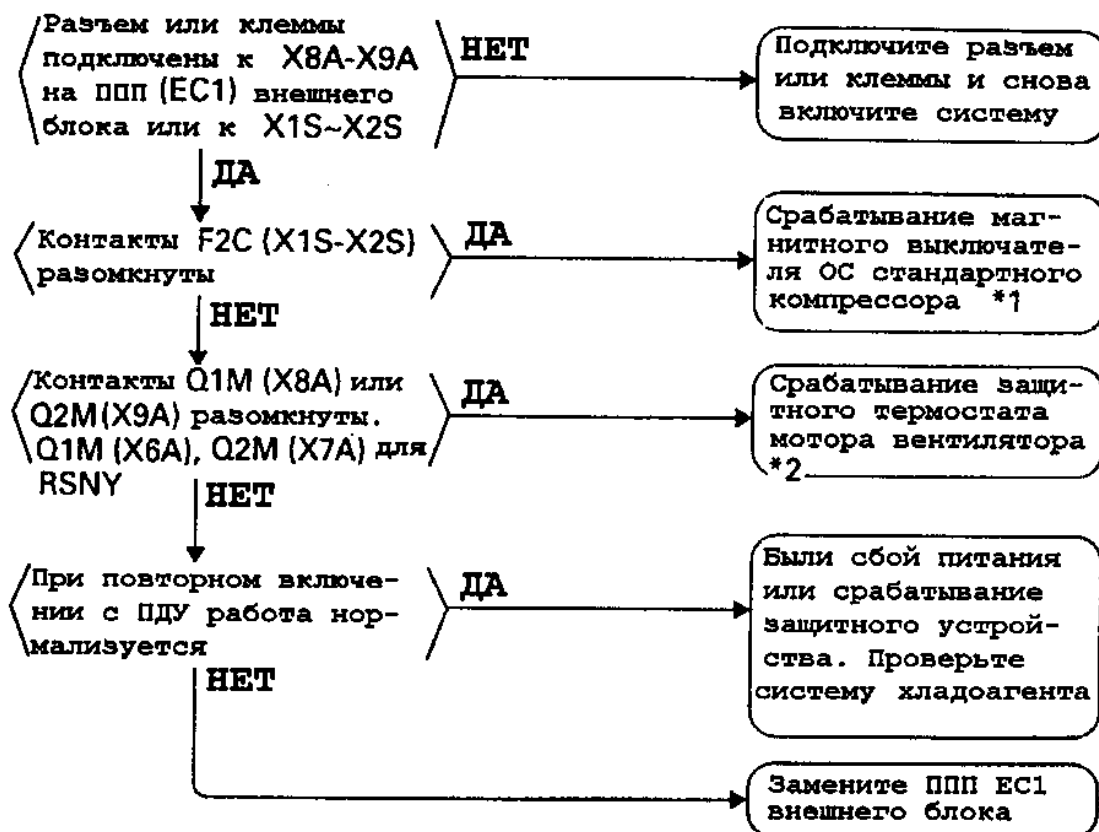 Разъем или клеммы
подключены к X8A-X9A
на ППП (EC1) внешнего
блока или к X1S~X2S
НЕТ
Подключите разъем
или клеммы и снова
включите систему
ДА
Контакты F2C (X1S-X2S)
разомкнуты
ДА
Срабатывание маг-
нитного выключате-
ля ОС стандартного
компрессора *1
НЕТ
Контакты Q1M (X8A) или
Q2M (X9A) разомкнуты.
Q1M (X6A), Q2M (X7A) для
RSNY
ДА
Срабатывание защи-
тного термостата
мотора вентилятора
*2
НЕТ
При повторном включе-
нии с ПДУ работа нор-
мализуется
ДА
Были сбой питания
или срабатывание
защитного устрой-
ства. Проверьте
систему хладоагента
НЕТ
Замените ППП EC1
внешнего блока